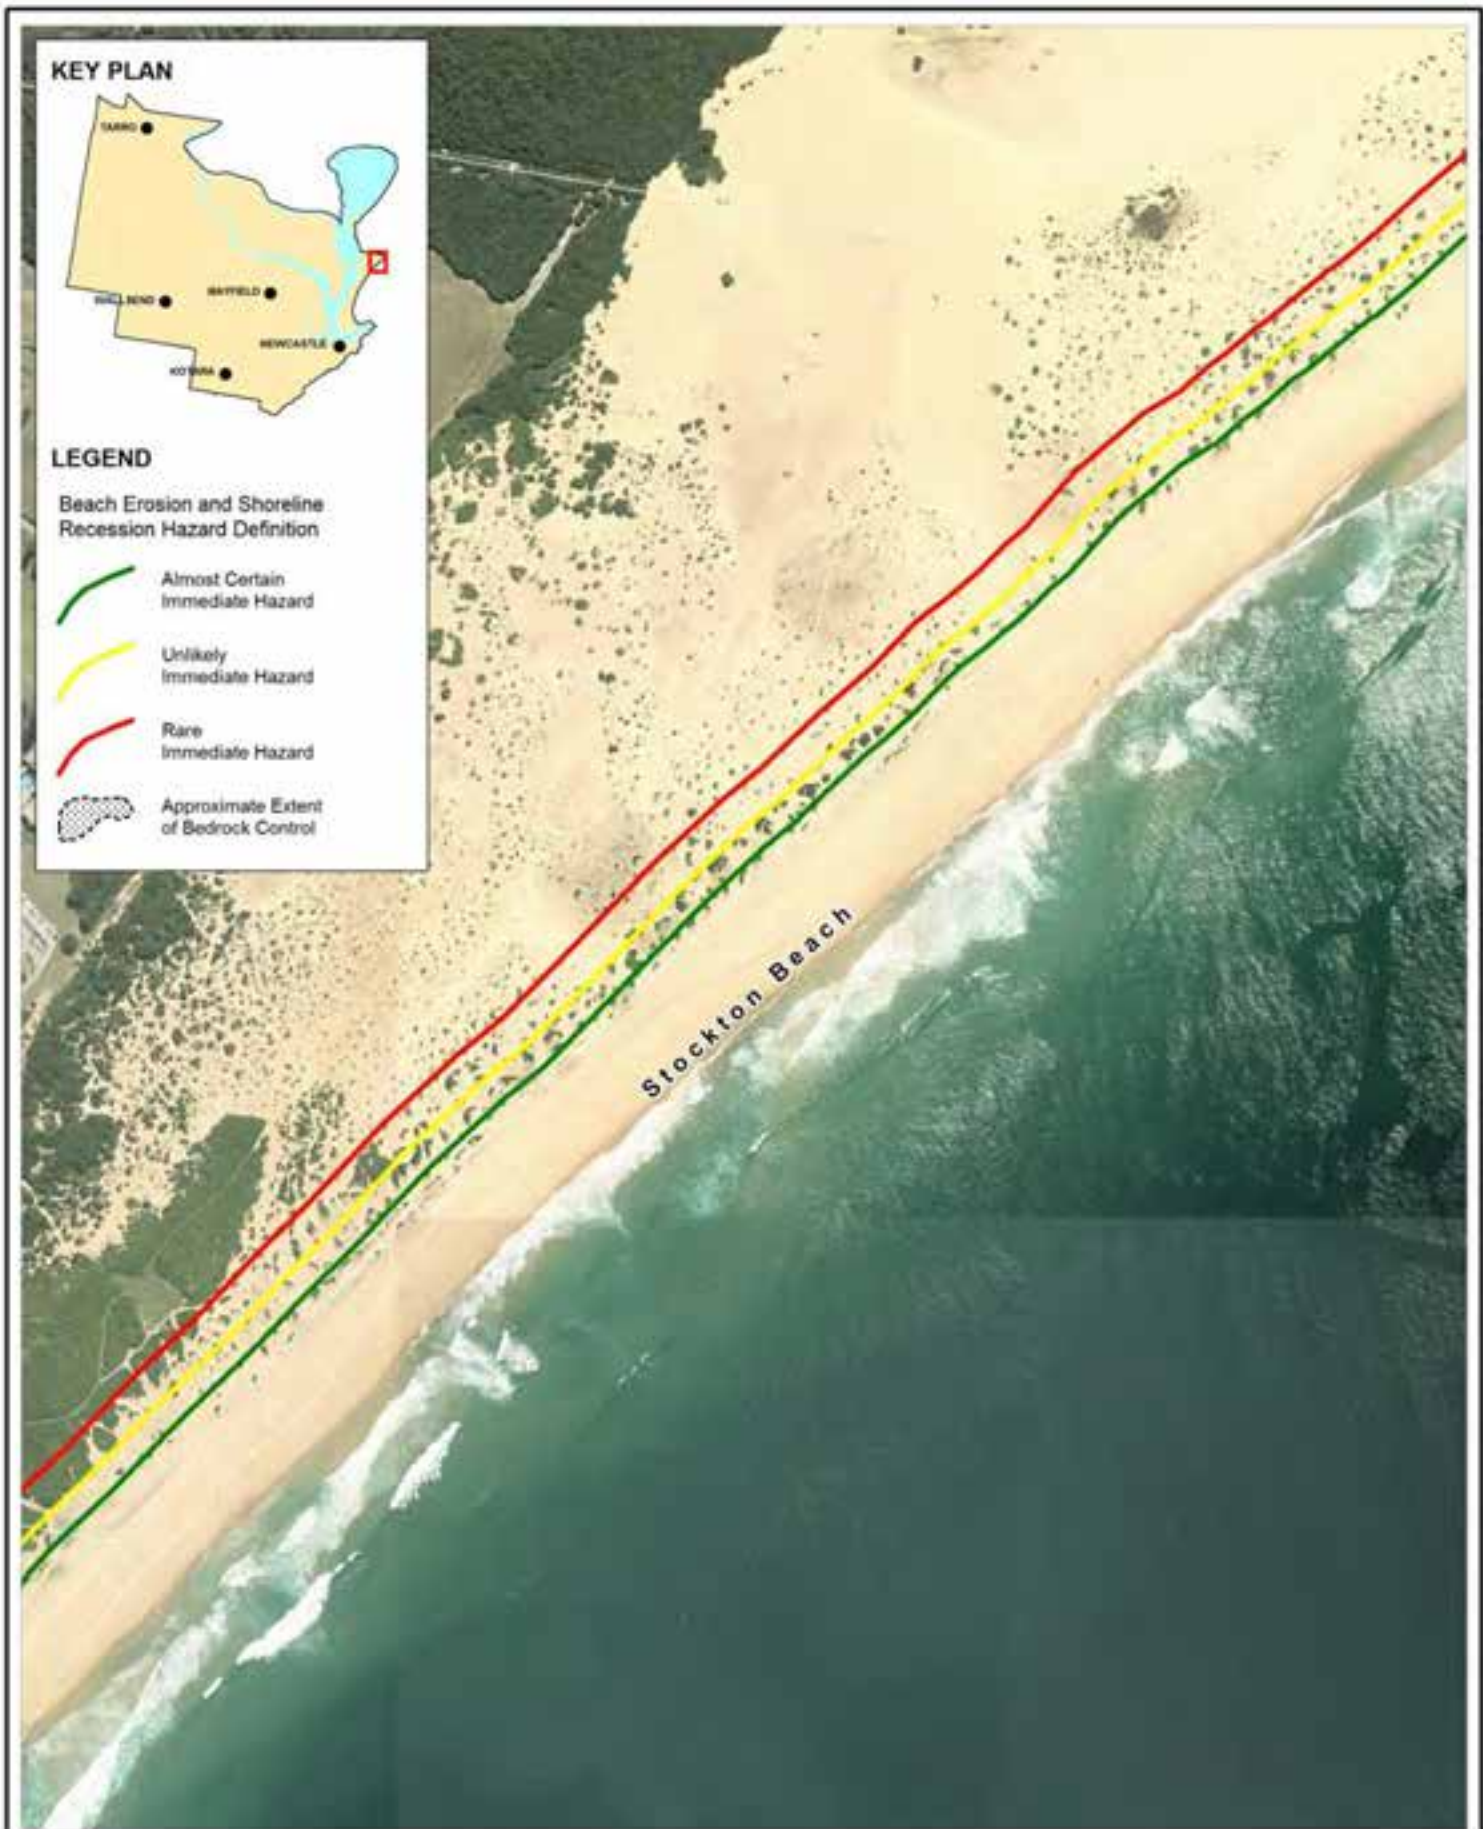 KEY PLAN
TARRO
WALLSEND
MAYFIELD
NEWCASTLE
KOTARA
LEGEND
Beach Erosion and Shoreline
Recession Hazard Definition
Almost Certain
Immediate Hazard
Unlikely
Immediate Hazard
Rare
Immediate Hazard
Approximate Extent
of Bedrock Control
Stockton Beach